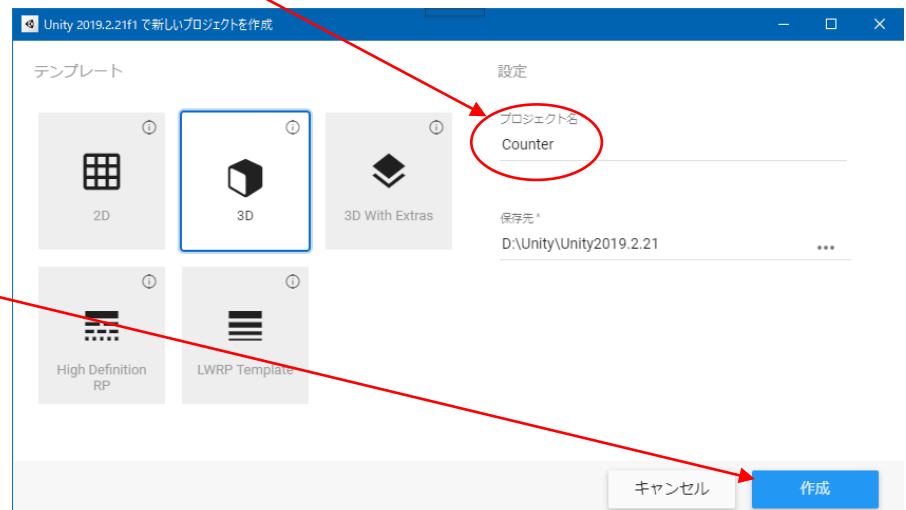 Unity 2019.2.21f1 で新しいプロジェクトを作成
テンプレート
2D
3D
3D With Extras
High Definition
RP
LWRP Template
設定
プロジェクト名
Counter
保存先*
D:\Unity\Unity2019.2.21
キャンセル
作成